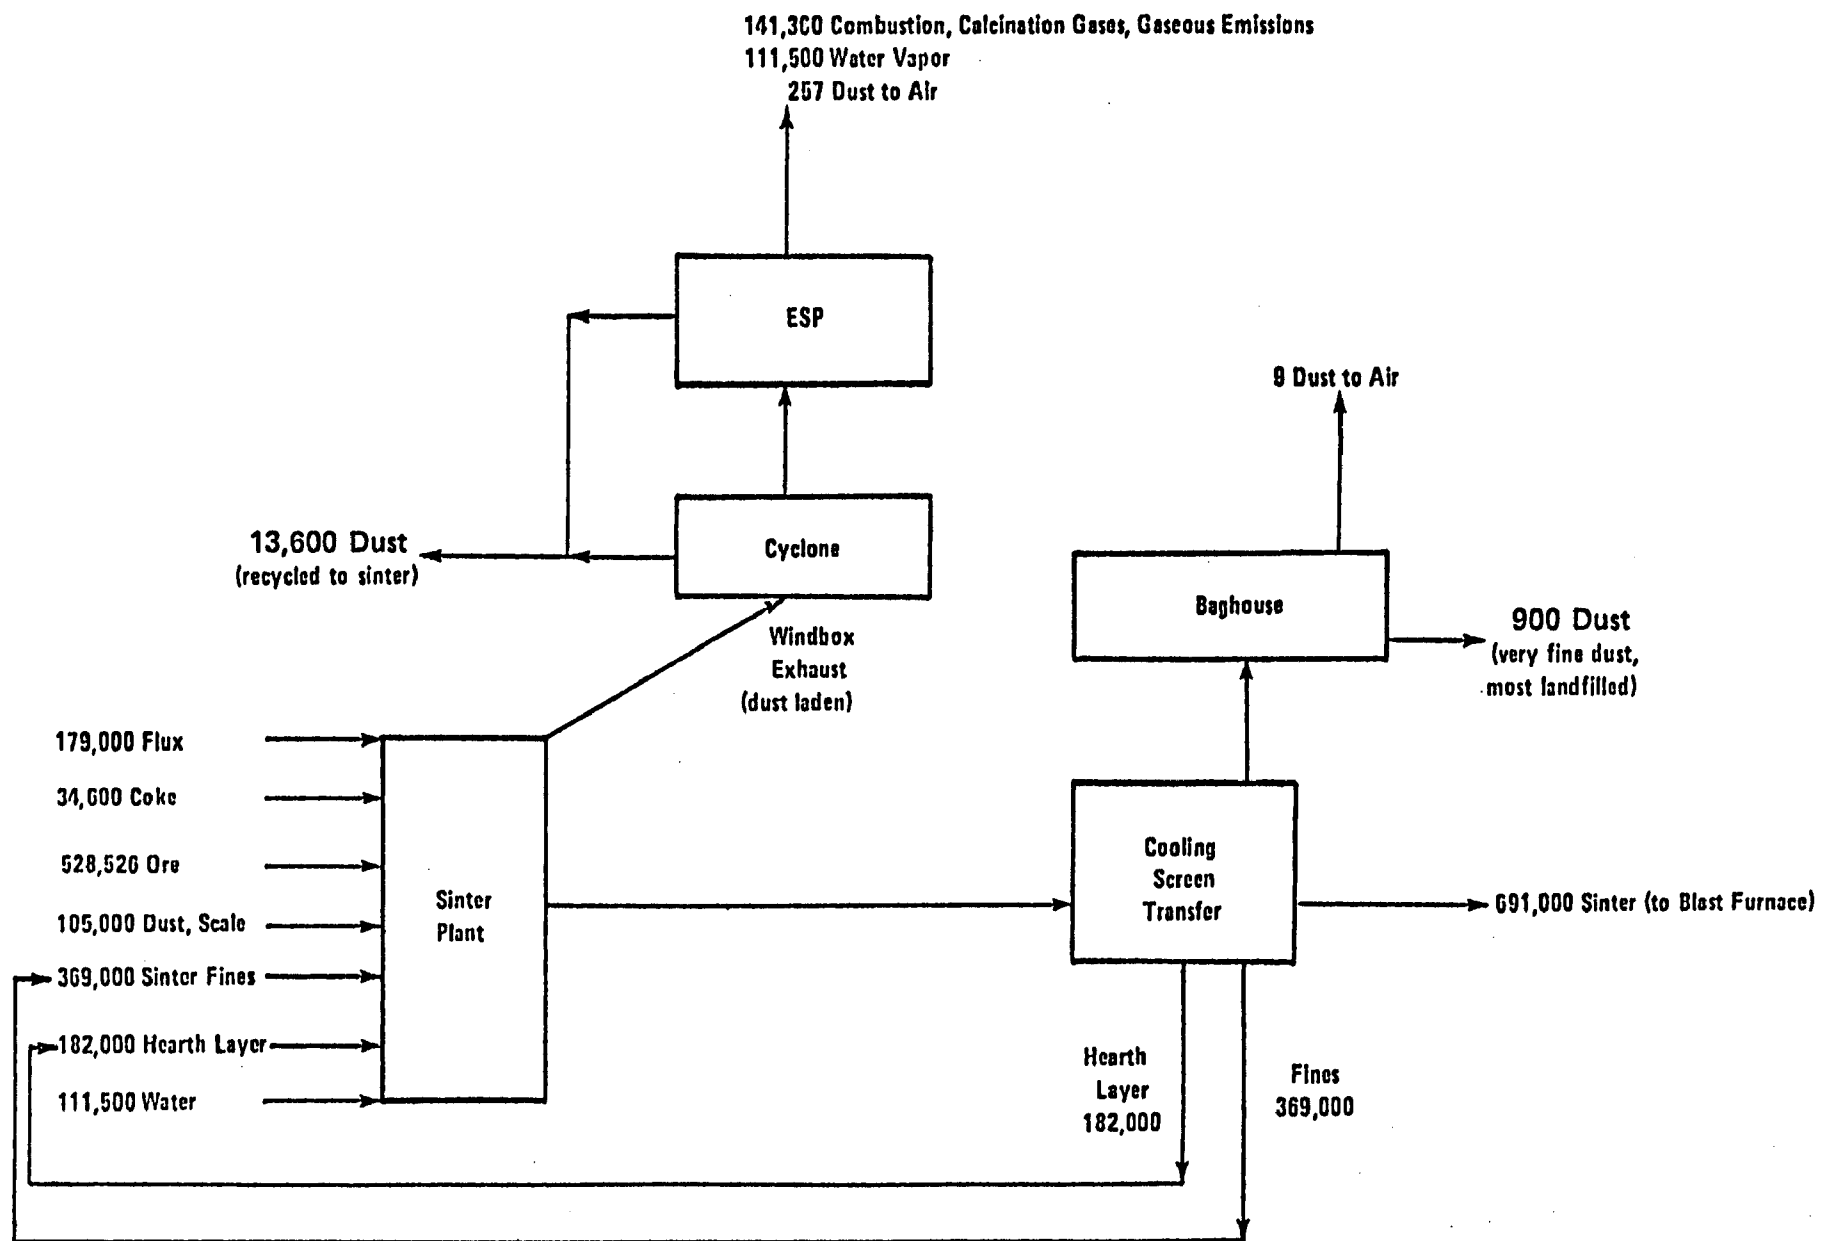 141,300 Combustion, Calcination Gases, Gaseous Emissions
111,500 Water Vapor
257 Dust to Air
ESP
9 Dust to Air
13,600 Dust
(recycled to sinter)
Cyclone
Baghouse
900 Dust
(very fine dust,
most landfilled)
Windbox
Exhaust
(dust laden)
179,000 Flux
34,600 Coke
528,526 Ore
105,000 Dust, Scale
369,000 Sinter Fines
182,000 Hearth Layer
111,500 Water
Sinter
Plant
Cooling
Screen
Transfer
691,000 Sinter (to Blast Furnace)
Hearth
Layer
182,000
Fines
369,000